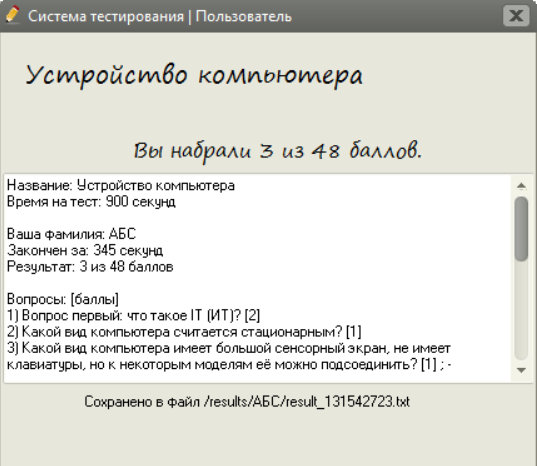 Система тестирования | Пользователь
Устройство компьютера
Вы набрали 3 из 48 баллов.
Название: Устройство компьютера
Время на тест: 900 секунд
Ваша фамилия: АБС
Закончен за: 345 секунд
Результат: 3 из 48 баллов
Вопросы: [баллы]
1) Вопрос первый: что такое IT (ИТ)? [2]
2) Какой вид компьютера считается стационарным? [1]
3) Какой вид компьютера имеет большой сенсорный экран, не имеет
клавиатуры, но к некоторым моделям её можно подсоединить? [1] ; -
Сохранено в файл /results/АБС/result_131542723.txt